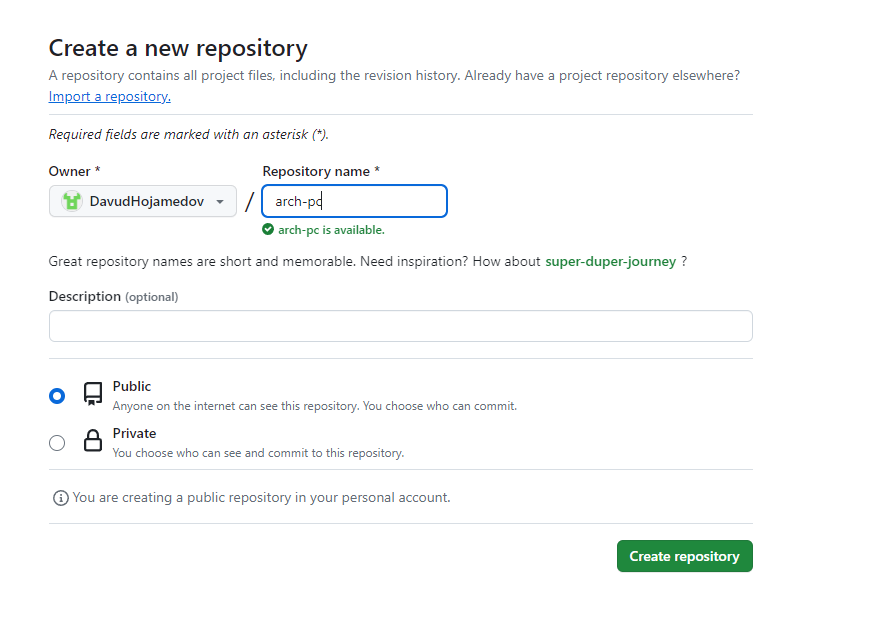 Create a new repository
A repository contains all project files, including the revision history. Already have a project repository elsewhere?
Import a repository.
Required fields are marked with an asterisk (*).
Owner *
Repository name *
DavudHojamedov
/
arch-pc
arch-pc is available.
Great repository names are short and memorable. Need inspiration? How about super-duper-journey ?
Description (optional)
Public
Anyone on the internet can see this repository. You choose who can commit.
Private
You choose who can see and commit to this repository.
You are creating a public repository in your personal account.
Create repository